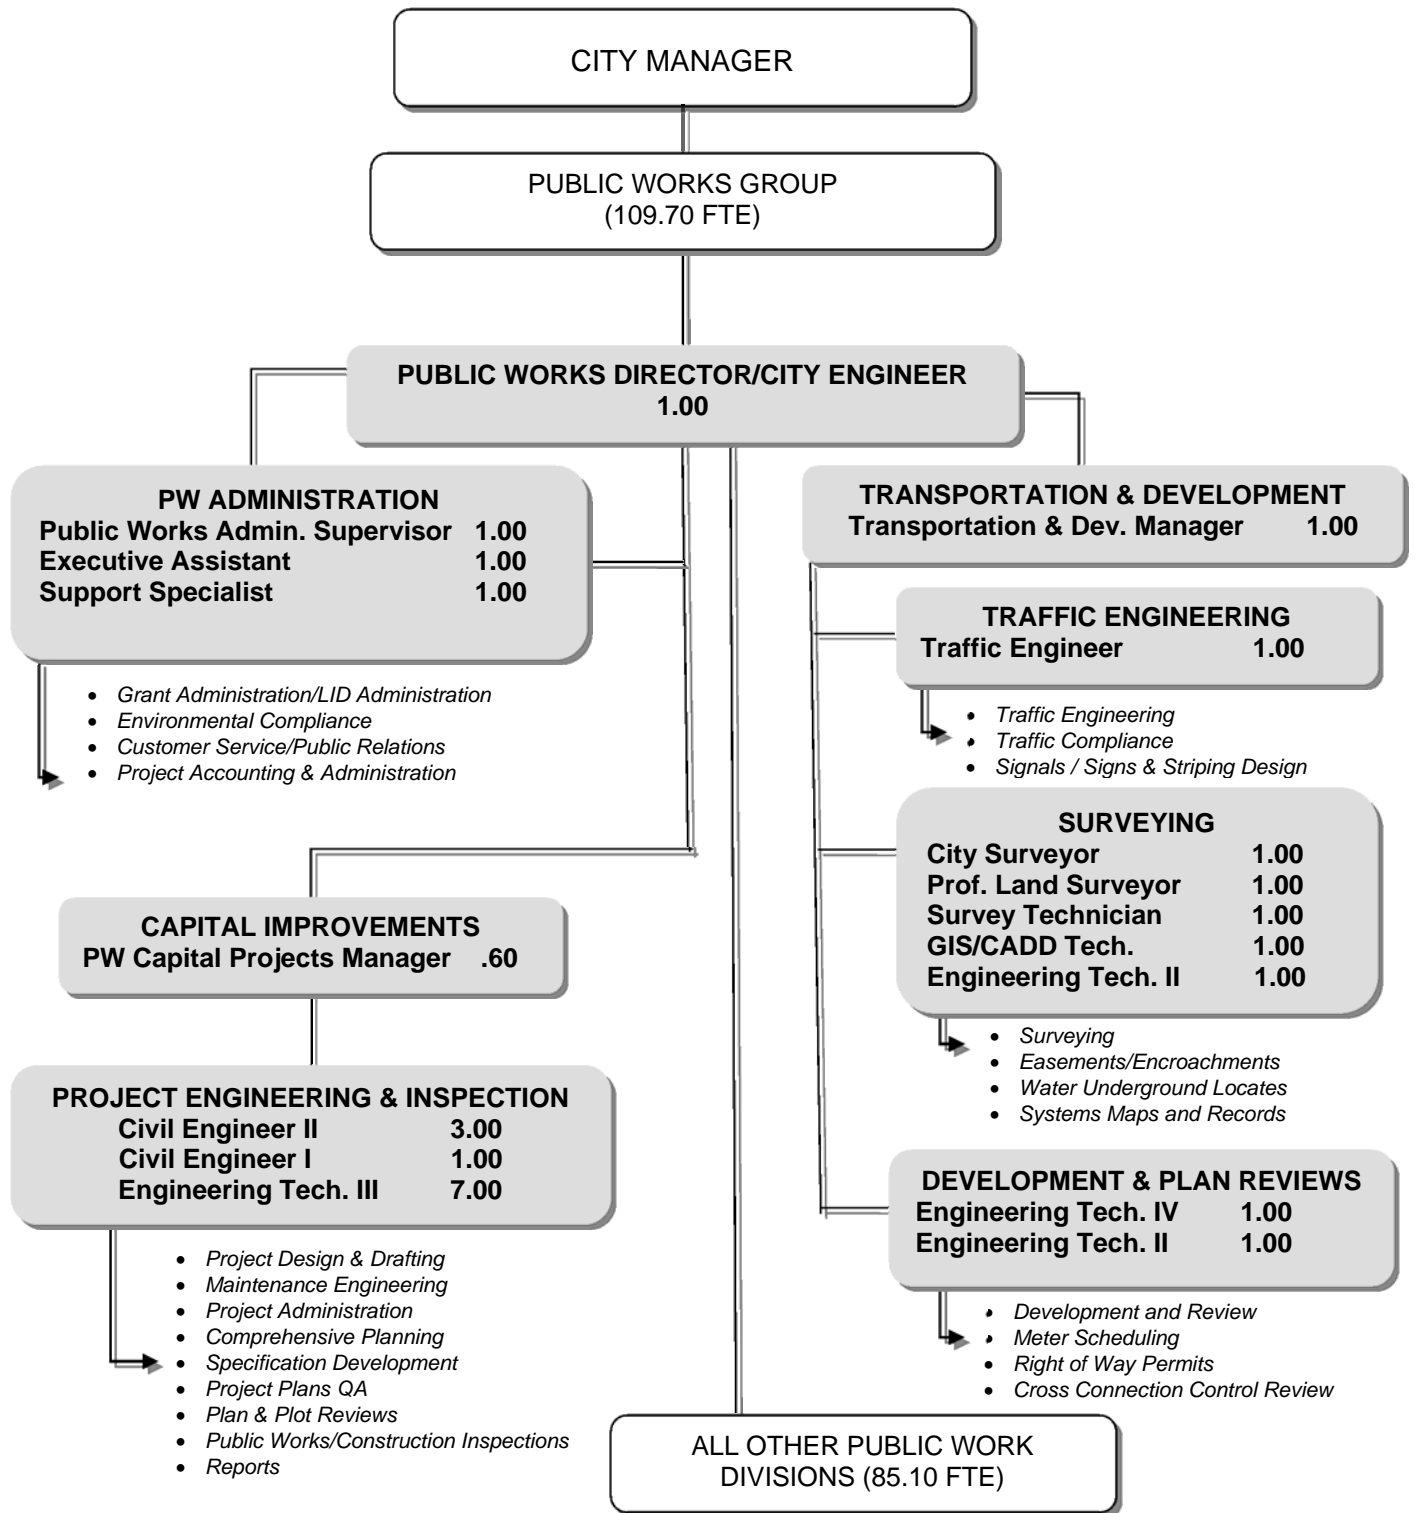 CITY MANAGER
PUBLIC WORKS GROUP
(109.70 FTE)
PUBLIC WORKS DIRECTOR/CITY ENGINEER
1.00
PW ADMINISTRATION
Public Works Admin. Supervisor 1.00
Executive Assistant 1.00
Support Specialist 1.00
• Grant Administration/LID Administration
• Environmental Compliance
• Customer Service/Public Relations
• Project Accounting & Administration
CAPITAL IMPROVEMENTS
PW Capital Projects Manager .60
PROJECT ENGINEERING & INSPECTION
Civil Engineer II 3.00
Civil Engineer I 1.00
Engineering Tech. III 7.00
• Project Design & Drafting
• Maintenance Engineering
• Project Administration
• Comprehensive Planning
• Specification Development
• Project Plans QA
• Plan & Plot Reviews
• Public Works/Construction Inspections
• Reports
TRANSPORTATION & DEVELOPMENT
Transportation & Dev. Manager 1.00
TRAFFIC ENGINEERING
Traffic Engineer 1.00
• Traffic Engineering
• Traffic Compliance
• Signals / Signs & Striping Design
SURVEYING
City Surveyor 1.00
Prof. Land Surveyor 1.00
Survey Technician 1.00
GIS/CADD Tech. 1.00
Engineering Tech. II 1.00
• Surveying
• Easements/Encroachments
• Water Underground Locates
• Systems Maps and Records
DEVELOPMENT & PLAN REVIEWS
Engineering Tech. IV 1.00
Engineering Tech. II 1.00
• Development and Review
• Meter Scheduling
• Right of Way Permits
• Cross Connection Control Review
ALL OTHER PUBLIC WORK
DIVISIONS (85.10 FTE)